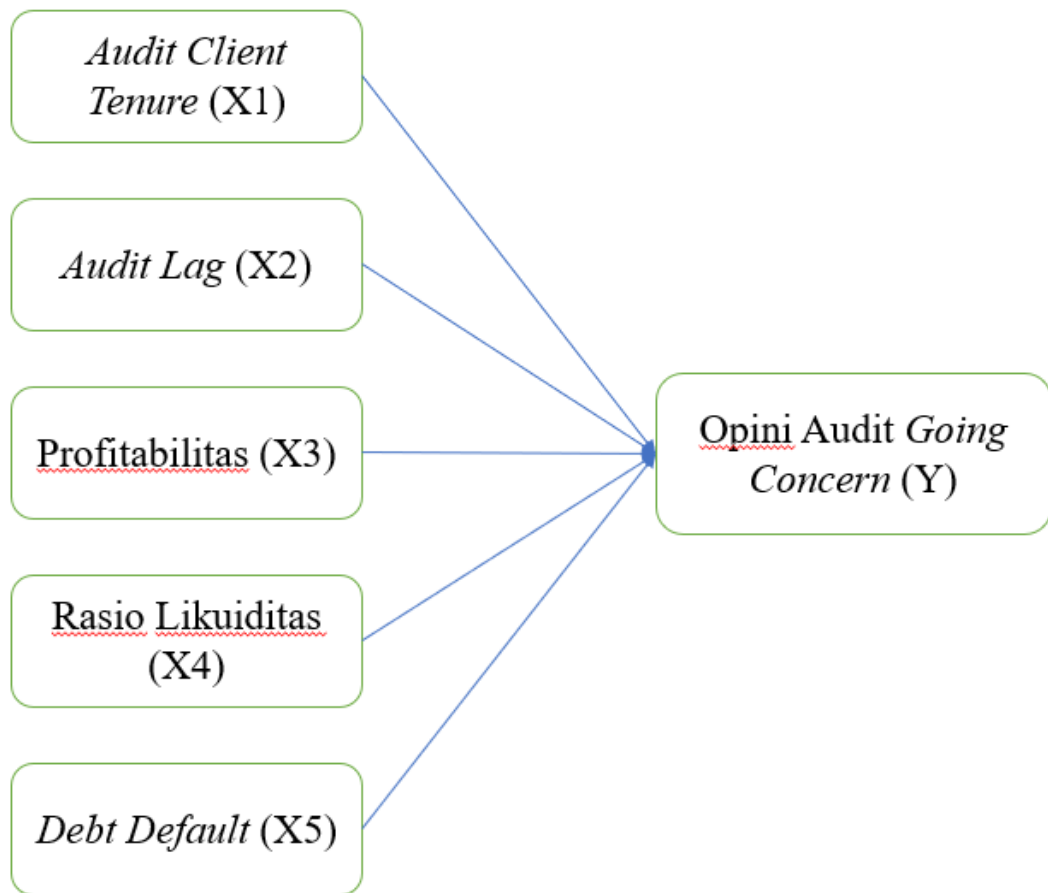 Audit Client
Tenure (X1)
Audit Lag (X2)
Profitabilitas (X3)
Opini Audit Going
Concern (Y)
Rasio Likuiditas
(X4)
Debt Default (X5)